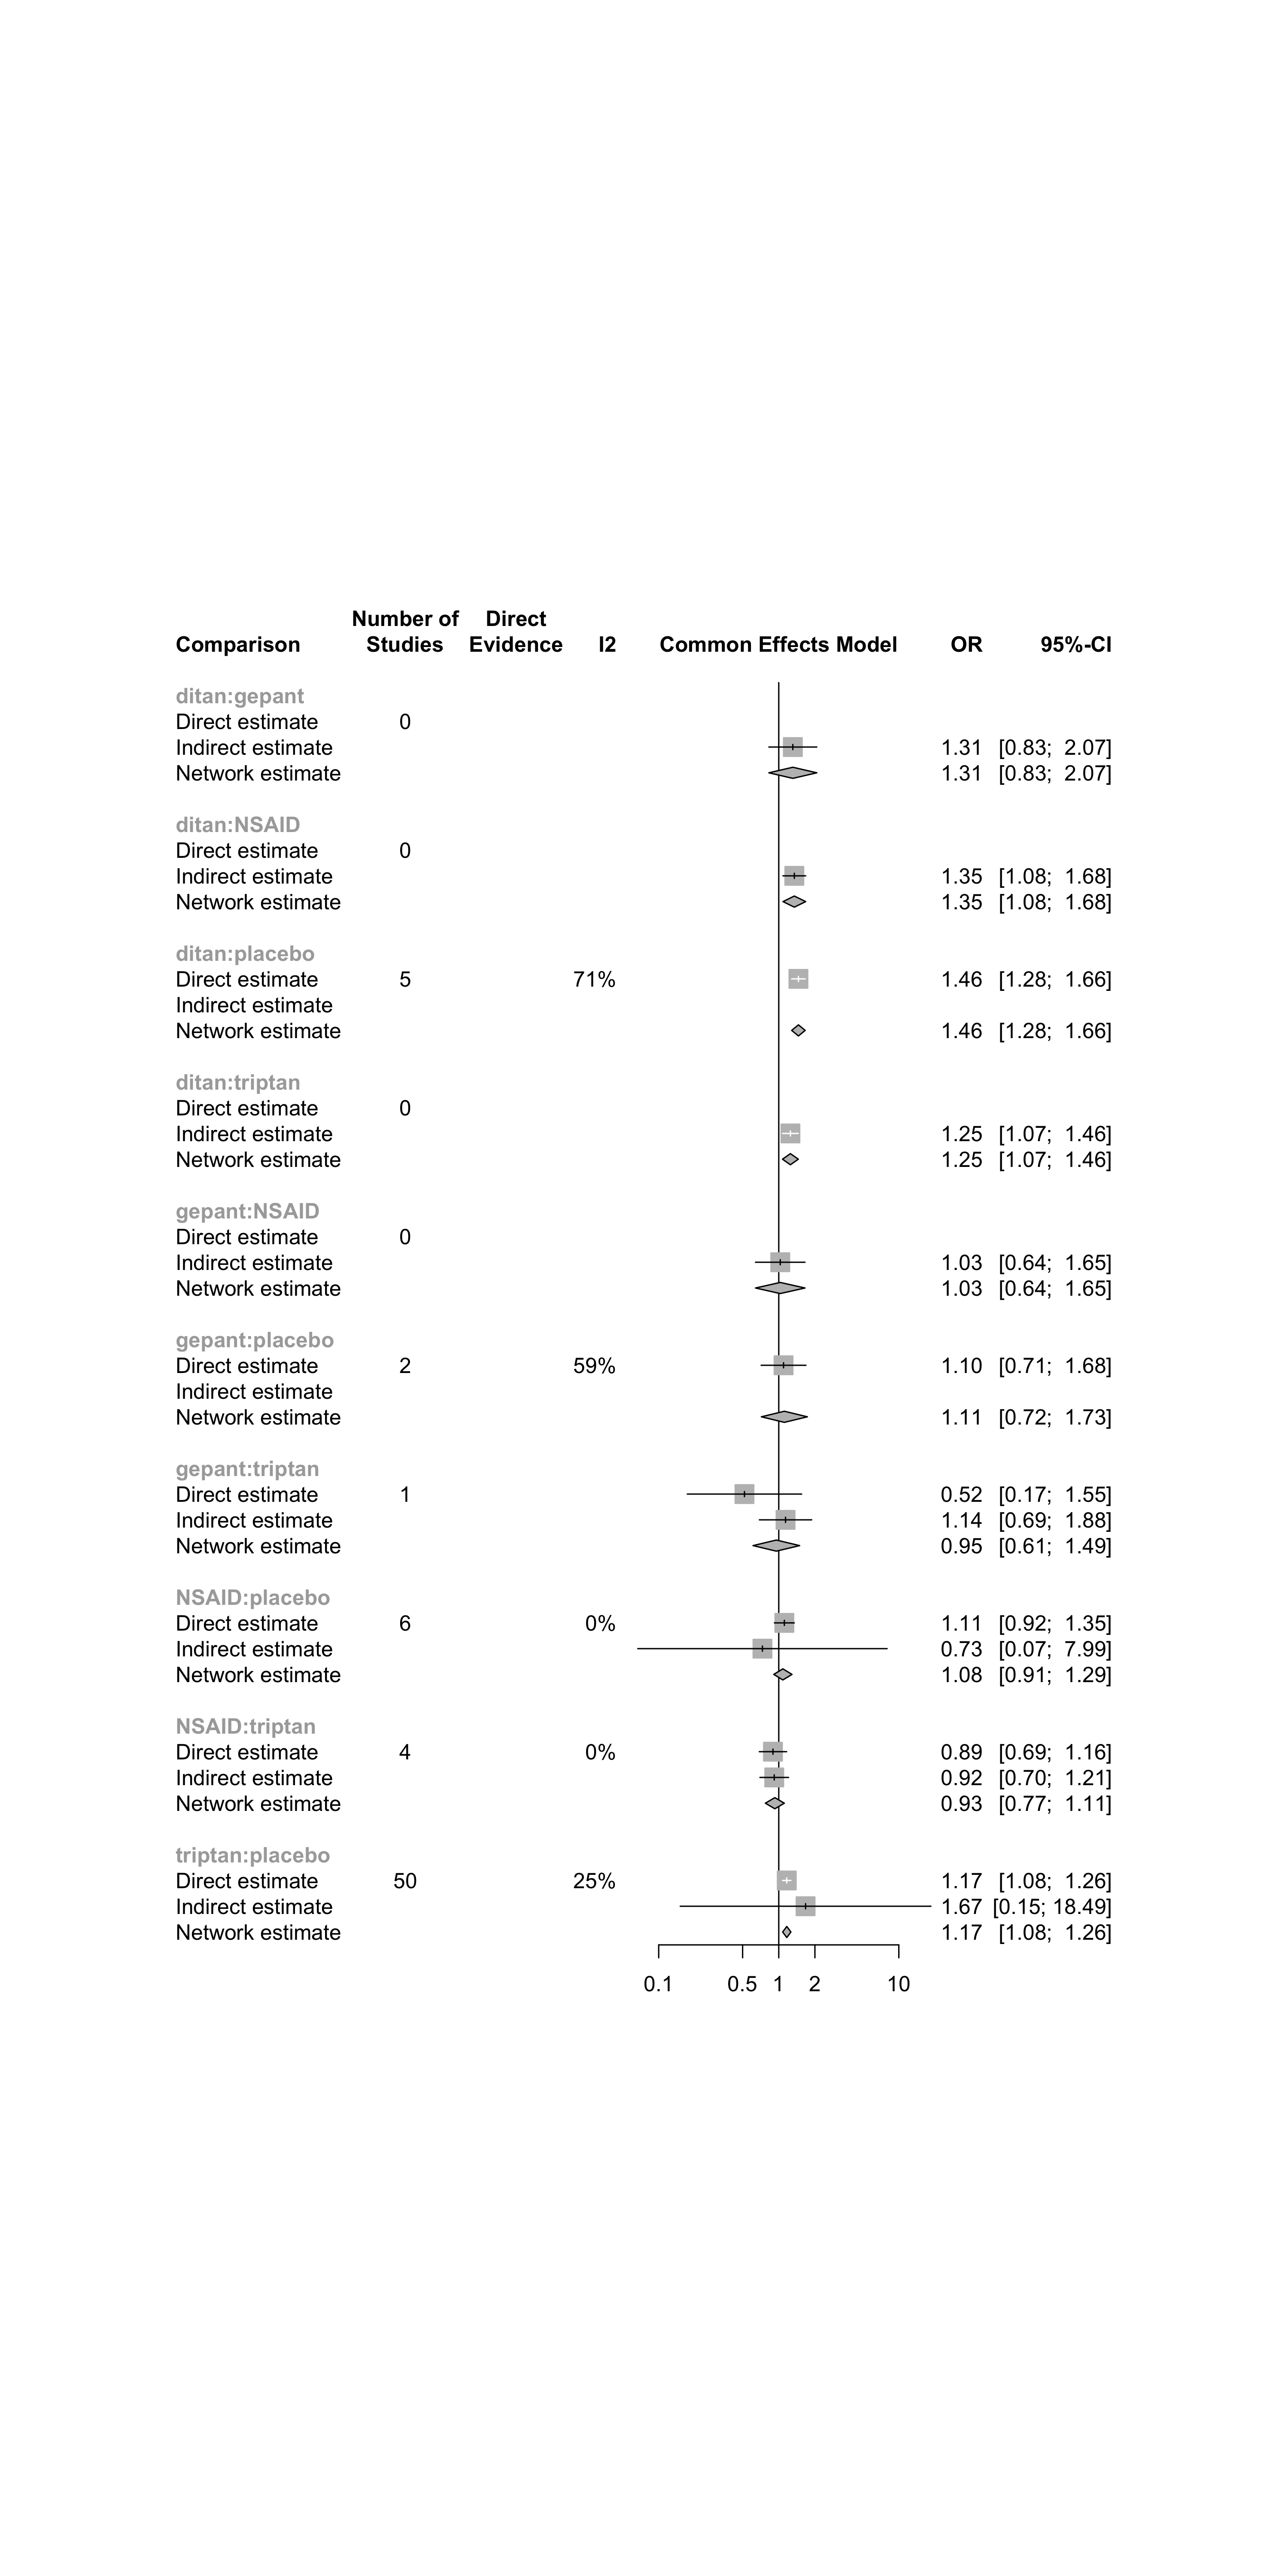 Number of Direct
Comparison Studies Evidence I2 Common Effects Model OR 95%-CI
ditan:gepant
Direct estimate 0
Indirect estimate 1.31 [0.83; 2.07]
Network estimate 1.31 [0.83; 2.07]
ditan:NSAID
Direct estimate 0
Indirect estimate 1.35 [1.08; 1.68]
Network estimate 1.35 [1.08; 1.68]
ditan:placebo
Direct estimate 5 71% 1.46 [1.28; 1.66]
Indirect estimate
Network estimate 1.46 [1.28; 1.66]
ditan:triptan
Direct estimate 0
Indirect estimate 1.25 [1.07; 1.46]
Network estimate 1.25 [1.07; 1.46]
gepant:NSAID
Direct estimate 0
Indirect estimate 1.03 [0.64; 1.65]
Network estimate 1.03 [0.64; 1.65]
gepant:placebo
Direct estimate 2 59% 1.10 [0.71; 1.68]
Indirect estimate
Network estimate 1.11 [0.72; 1.73]
gepant:triptan
Direct estimate 1 0.52 [0.17; 1.55]
Indirect estimate 1.14 [0.69; 1.88]
Network estimate 0.95 [0.61; 1.49]
NSAID:placebo
Direct estimate 6 0% 1.11 [0.92; 1.35]
Indirect estimate 0.73 [0.07; 7.99]
Network estimate 1.08 [0.91; 1.29]
NSAID:triptan
Direct estimate 4 0% 0.89 [0.69; 1.16]
Indirect estimate 0.92 [0.70; 1.21]
Network estimate 0.93 [0.77; 1.11]
triptan:placebo
Direct estimate 50 25% 1.17 [1.08; 1.26]
Indirect estimate 1.67 [0.15; 18.49]
Network estimate 1.17 [1.08; 1.26]
0.1 0.5 1 2 10